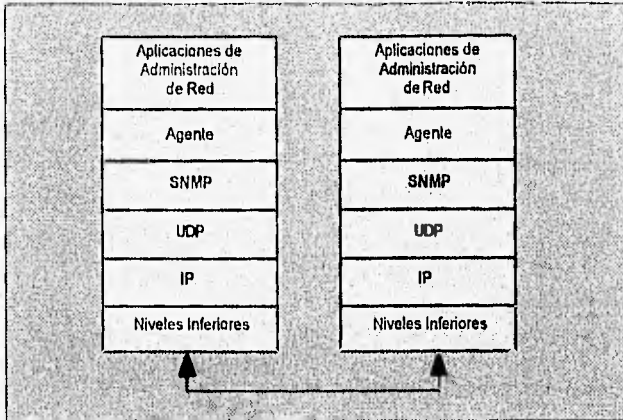 Aplicaciones de
Administración
de Red
Agente
SNMP
UDP
IP
Niveles Inferiores
Aplicaciones de
Administración
de Red
Agente
SNMP
UDP
IP
Niveles Inferiores